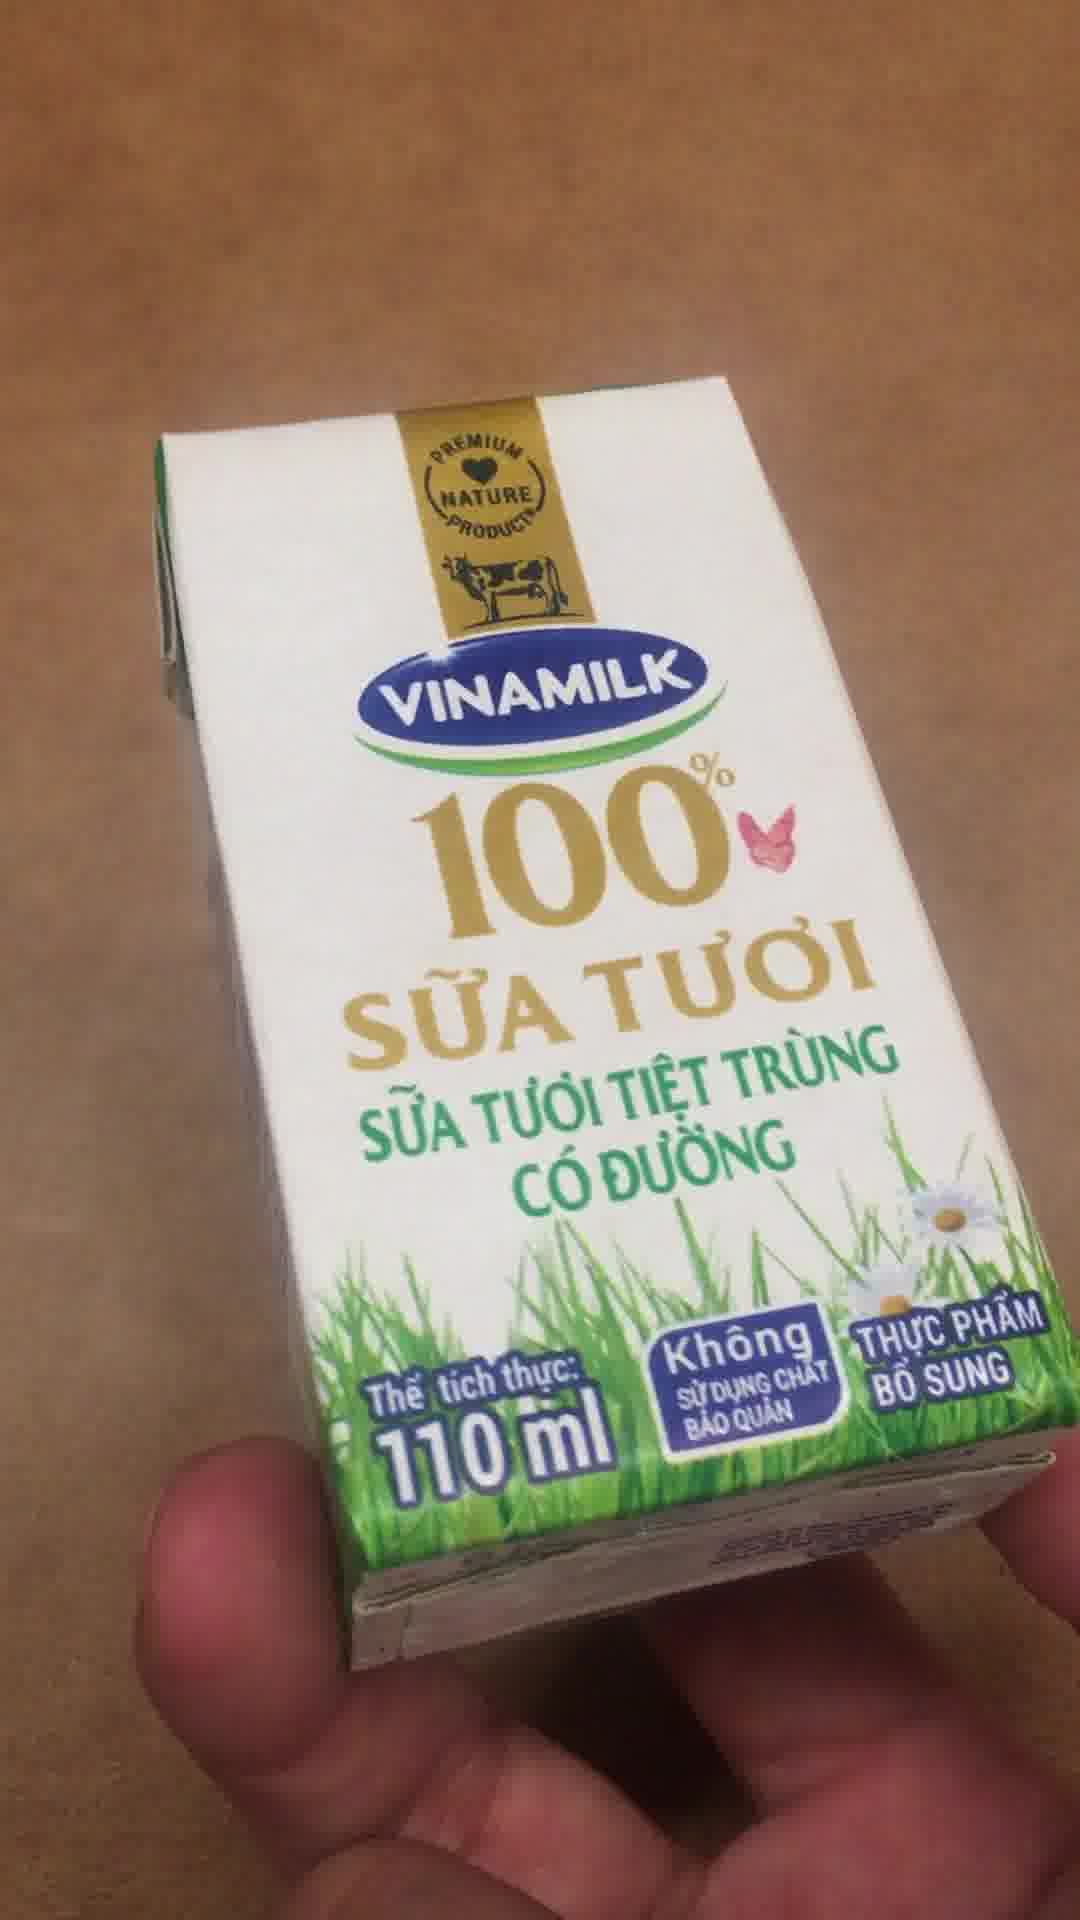 PREMIUM
NATURE
PRODUCT
VINAMILK
100%
SỮA TƯƠI
SỮA TƯƠI TIỆT TRÙNG
CÓ ĐƯỜNG
Thể tích thực:
110 ml
Không
SỬ DỤNG CHẤT
BẢO QUẢN
THỰC PHẨM
BỔ SUNG